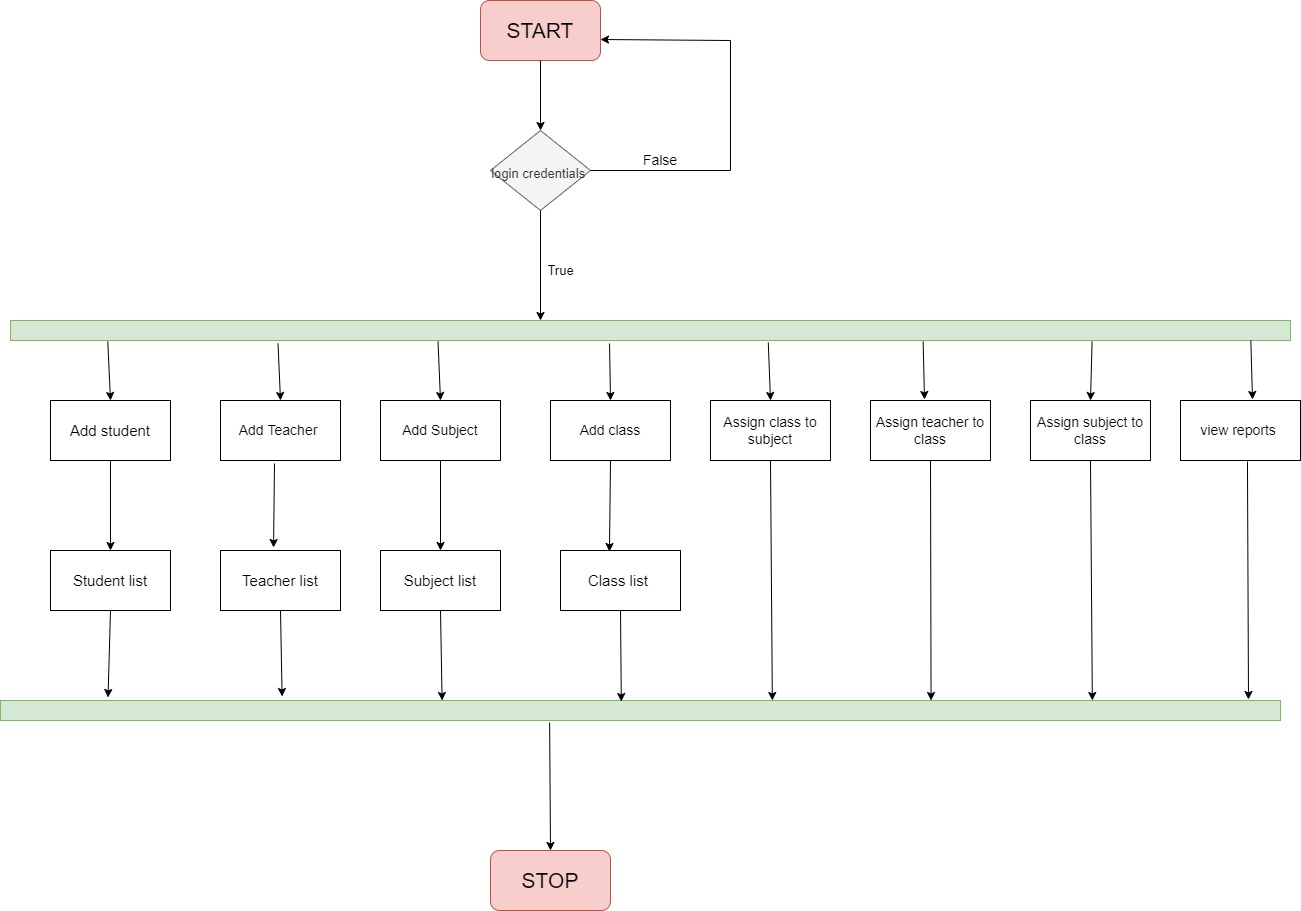 START
login credentials
False
True
Add student
Add Teacher
Add Subject
Add class
Assign class to
subject
Assign teacher to
class
Assign subject to
class
view reports
Student list
Teacher list
Subject list
Class list
STOP